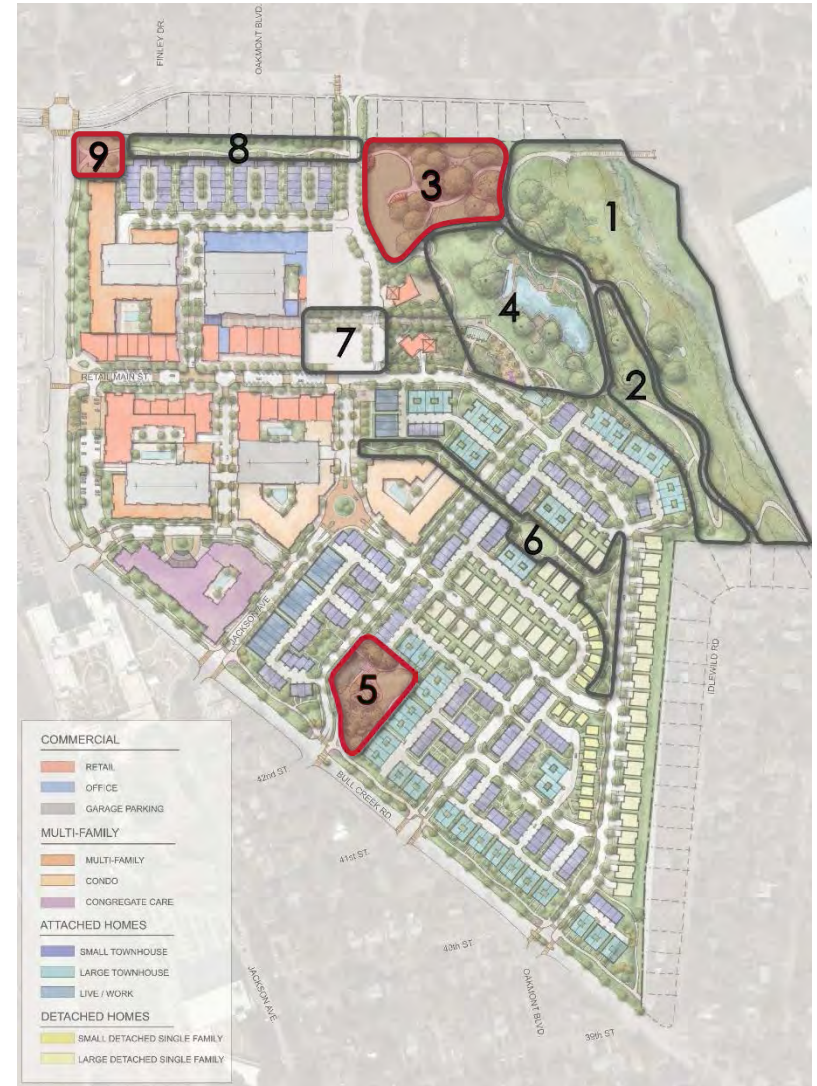 FINLEY DR.
OAKMONT BLVD.
9
8
3
1
4
7
2
RETAIL MAIN ST.
6
JACKSON AVE
5
IDLEWILD RD
42nd ST.
BULL CREEK RD
41st ST.
40th ST.
JACKSON AVE
OAKMONT BLVD
39th ST.
COMMERCIAL
RETAIL
OFFICE
GARAGE PARKING
MULTI-FAMILY
MULTI-FAMILY
CONDO
CONGREGATE CARE
ATTACHED HOMES
SMALL TOWNHOUSE
LARGE TOWNHOUSE
LIVE / WORK
DETACHED HOMES
SMALL DETACHED SINGLE FAMILY
LARGE DETACHED SINGLE FAMILY